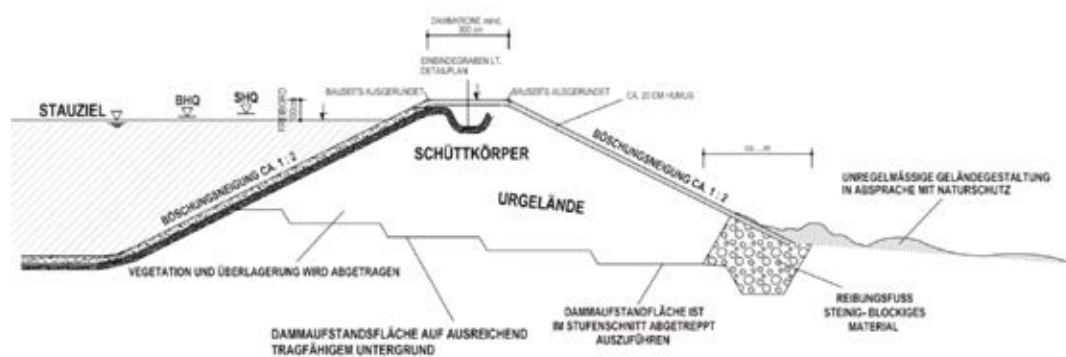 DAMMKRONE mind.
300 cm
EINBINDEGRABEN LT.
DETAILPLAN
BAUSEITS AUSGERUNDET
BAUSEITS AUSGERUNDET
CA. 20 CM HUMUS
STAUZIEL
BHQ
SHQ
FREIBORD
SCHÜTTKÖRPER
URGELÄNDE
BÖSCHUNGSNEIGUNG CA. 1 : 2
BÖSCHUNGSNEIGUNG CA. 1 : 2
UNREGELMÄSSIGE GELÄNDEGESTALTUNG
IN ABSPRACHE MIT NATURSCHUTZ
VEGETATION UND ÜBERLAGERUNG WIRD ABGETRAGEN
DAMMAUFSTANDSFLÄCHE AUF AUSREICHEND
TRAGFÄHIGEM UNTERGRUND
DAMMAUFSTANDFLÄCHE IST
IM STUFENSCHNITT ABGETREPPT
AUSZUFÜHREN
REIBUNGSFUSS
STEINIG- BLOCKIGES
MATERIAL